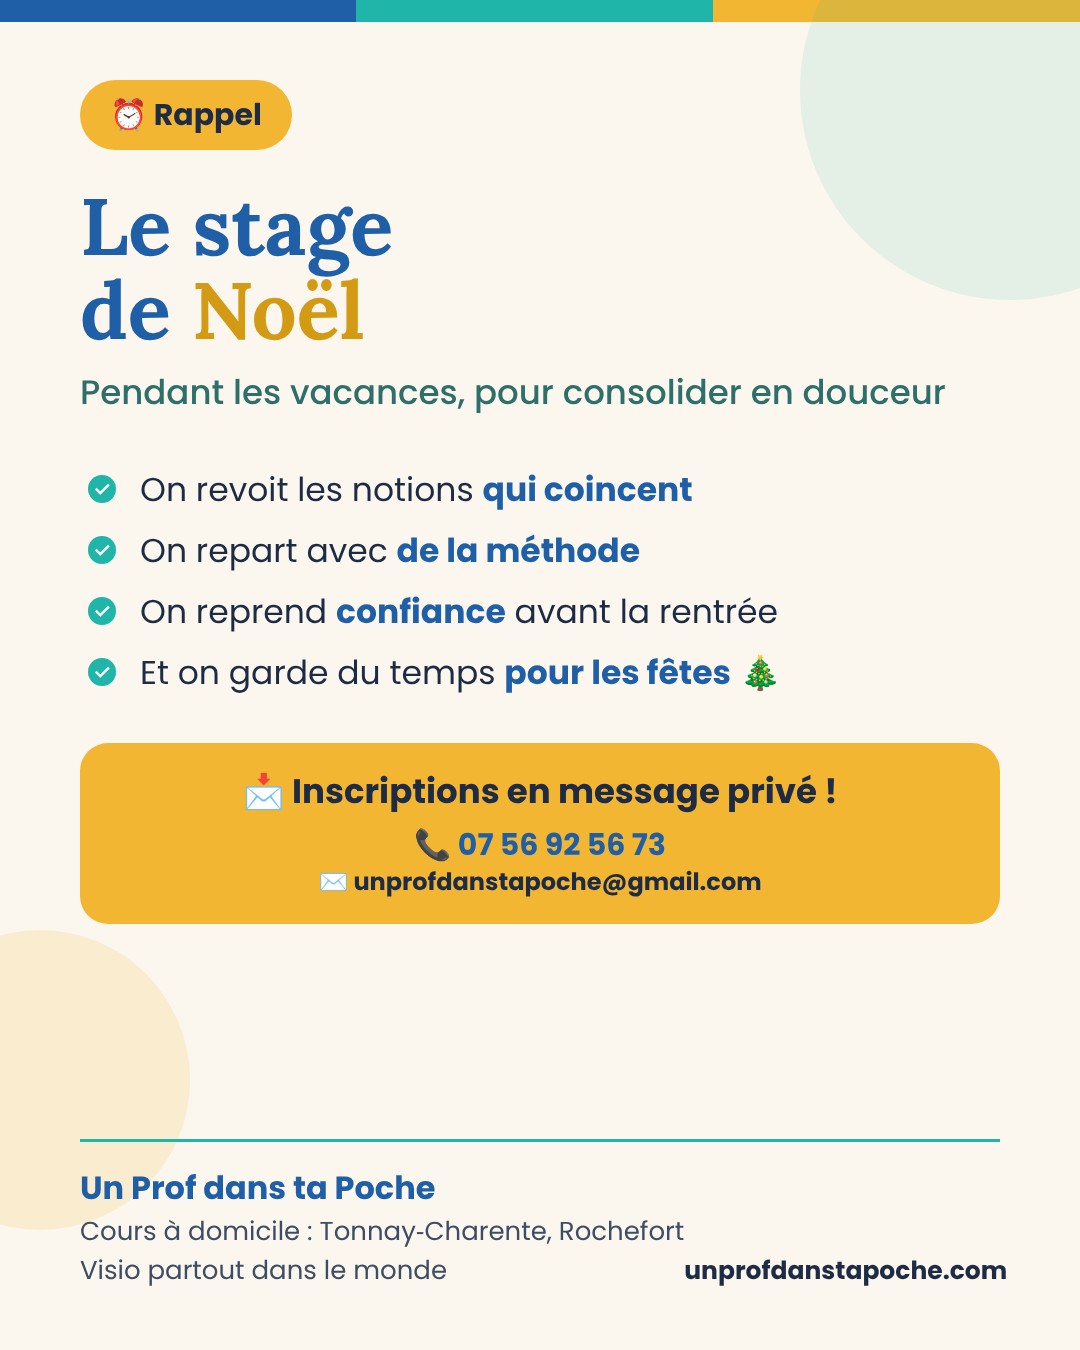 ⏰ Rappel
Le stage
de Noël
Pendant les vacances, pour consolider en douceur
On revoit les notions qui coincent
On repart avec de la méthode
On reprend confiance avant la rentrée
Et on garde du temps pour les fêtes 🎄
📩 Inscriptions en message privé !
📞 07 56 92 56 73
✉️ unprofdanstapoche@gmail.com
Un Prof dans ta Poche
Cours à domicile : Tonnay-Charente, Rochefort
Visio partout dans le monde
unprofdanstapoche.com